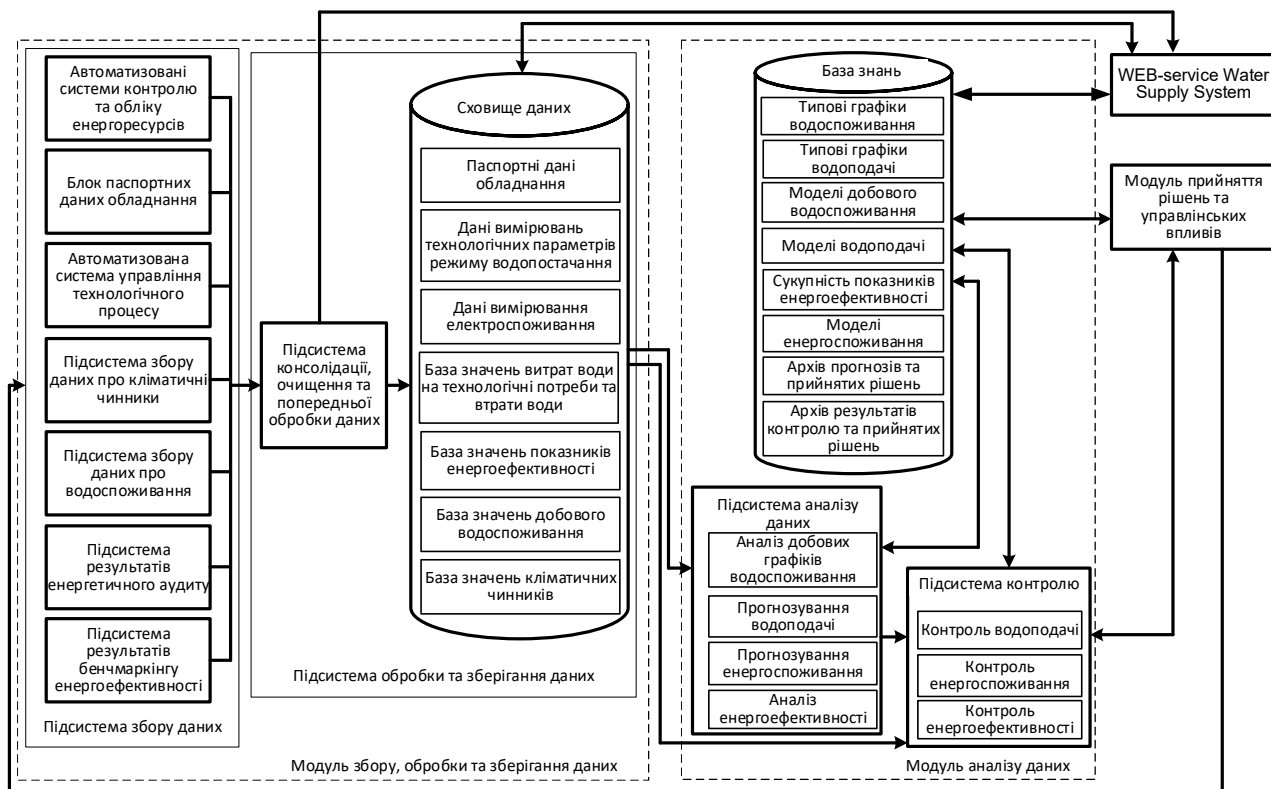 Автоматизовані
системи контролю
та обліку
енергоресурсів
Блок паспортних
даних обладнання
Автоматизована
система управління
технологічного
процесу
Підсистема збору
даних про кліматичні
чинники
Підсистема збору
даних про
водоспоживання
Підсистема
результатів
енергетичного аудиту
Підсистема
результатів
бенчмаркінгу
енергоефективності
Підсистема збору даних
Підсистема
консолідації,
очищення та
попередньої
обробки даних
Сховище даних
Паспортні дані
обладнання
Дані вимірювань
технологічних параметрів
режиму водопостачання
Дані вимірювання
електроспоживання
База значень витрат води
на технологічні потреби та
втрати води
База значень показників
енергоефективності
База значень добового
водоспоживання
База значень кліматичних
чинників
Підсистема обробки та зберігання даних
Модуль збору, обробки та зберігання даних
База знань
Типові графіки
водоспоживання
Типові графіки
водоподачі
Моделі добового
водоспоживання
Моделі водоподачі
Сукупність показників
енергоефективності
Моделі
енергоспоживання
Архів прогнозів та
прийнятих рішень
Архів результатів
контролю та прийнятих
рішень
Підсистема аналізу
даних
Аналіз добових
графіків
водоспоживання
Прогнозування
водоподачі
Прогнозування
енергоспоживання
Аналіз
енергоефективності
Підсистема контролю
Контроль водоподачі
Контроль
енергоспоживання
Контроль
енергоефективності
Модуль аналізу даних
WEB-service Water
Supply System
Модуль прийняття
рішень та
управлінських
впливів